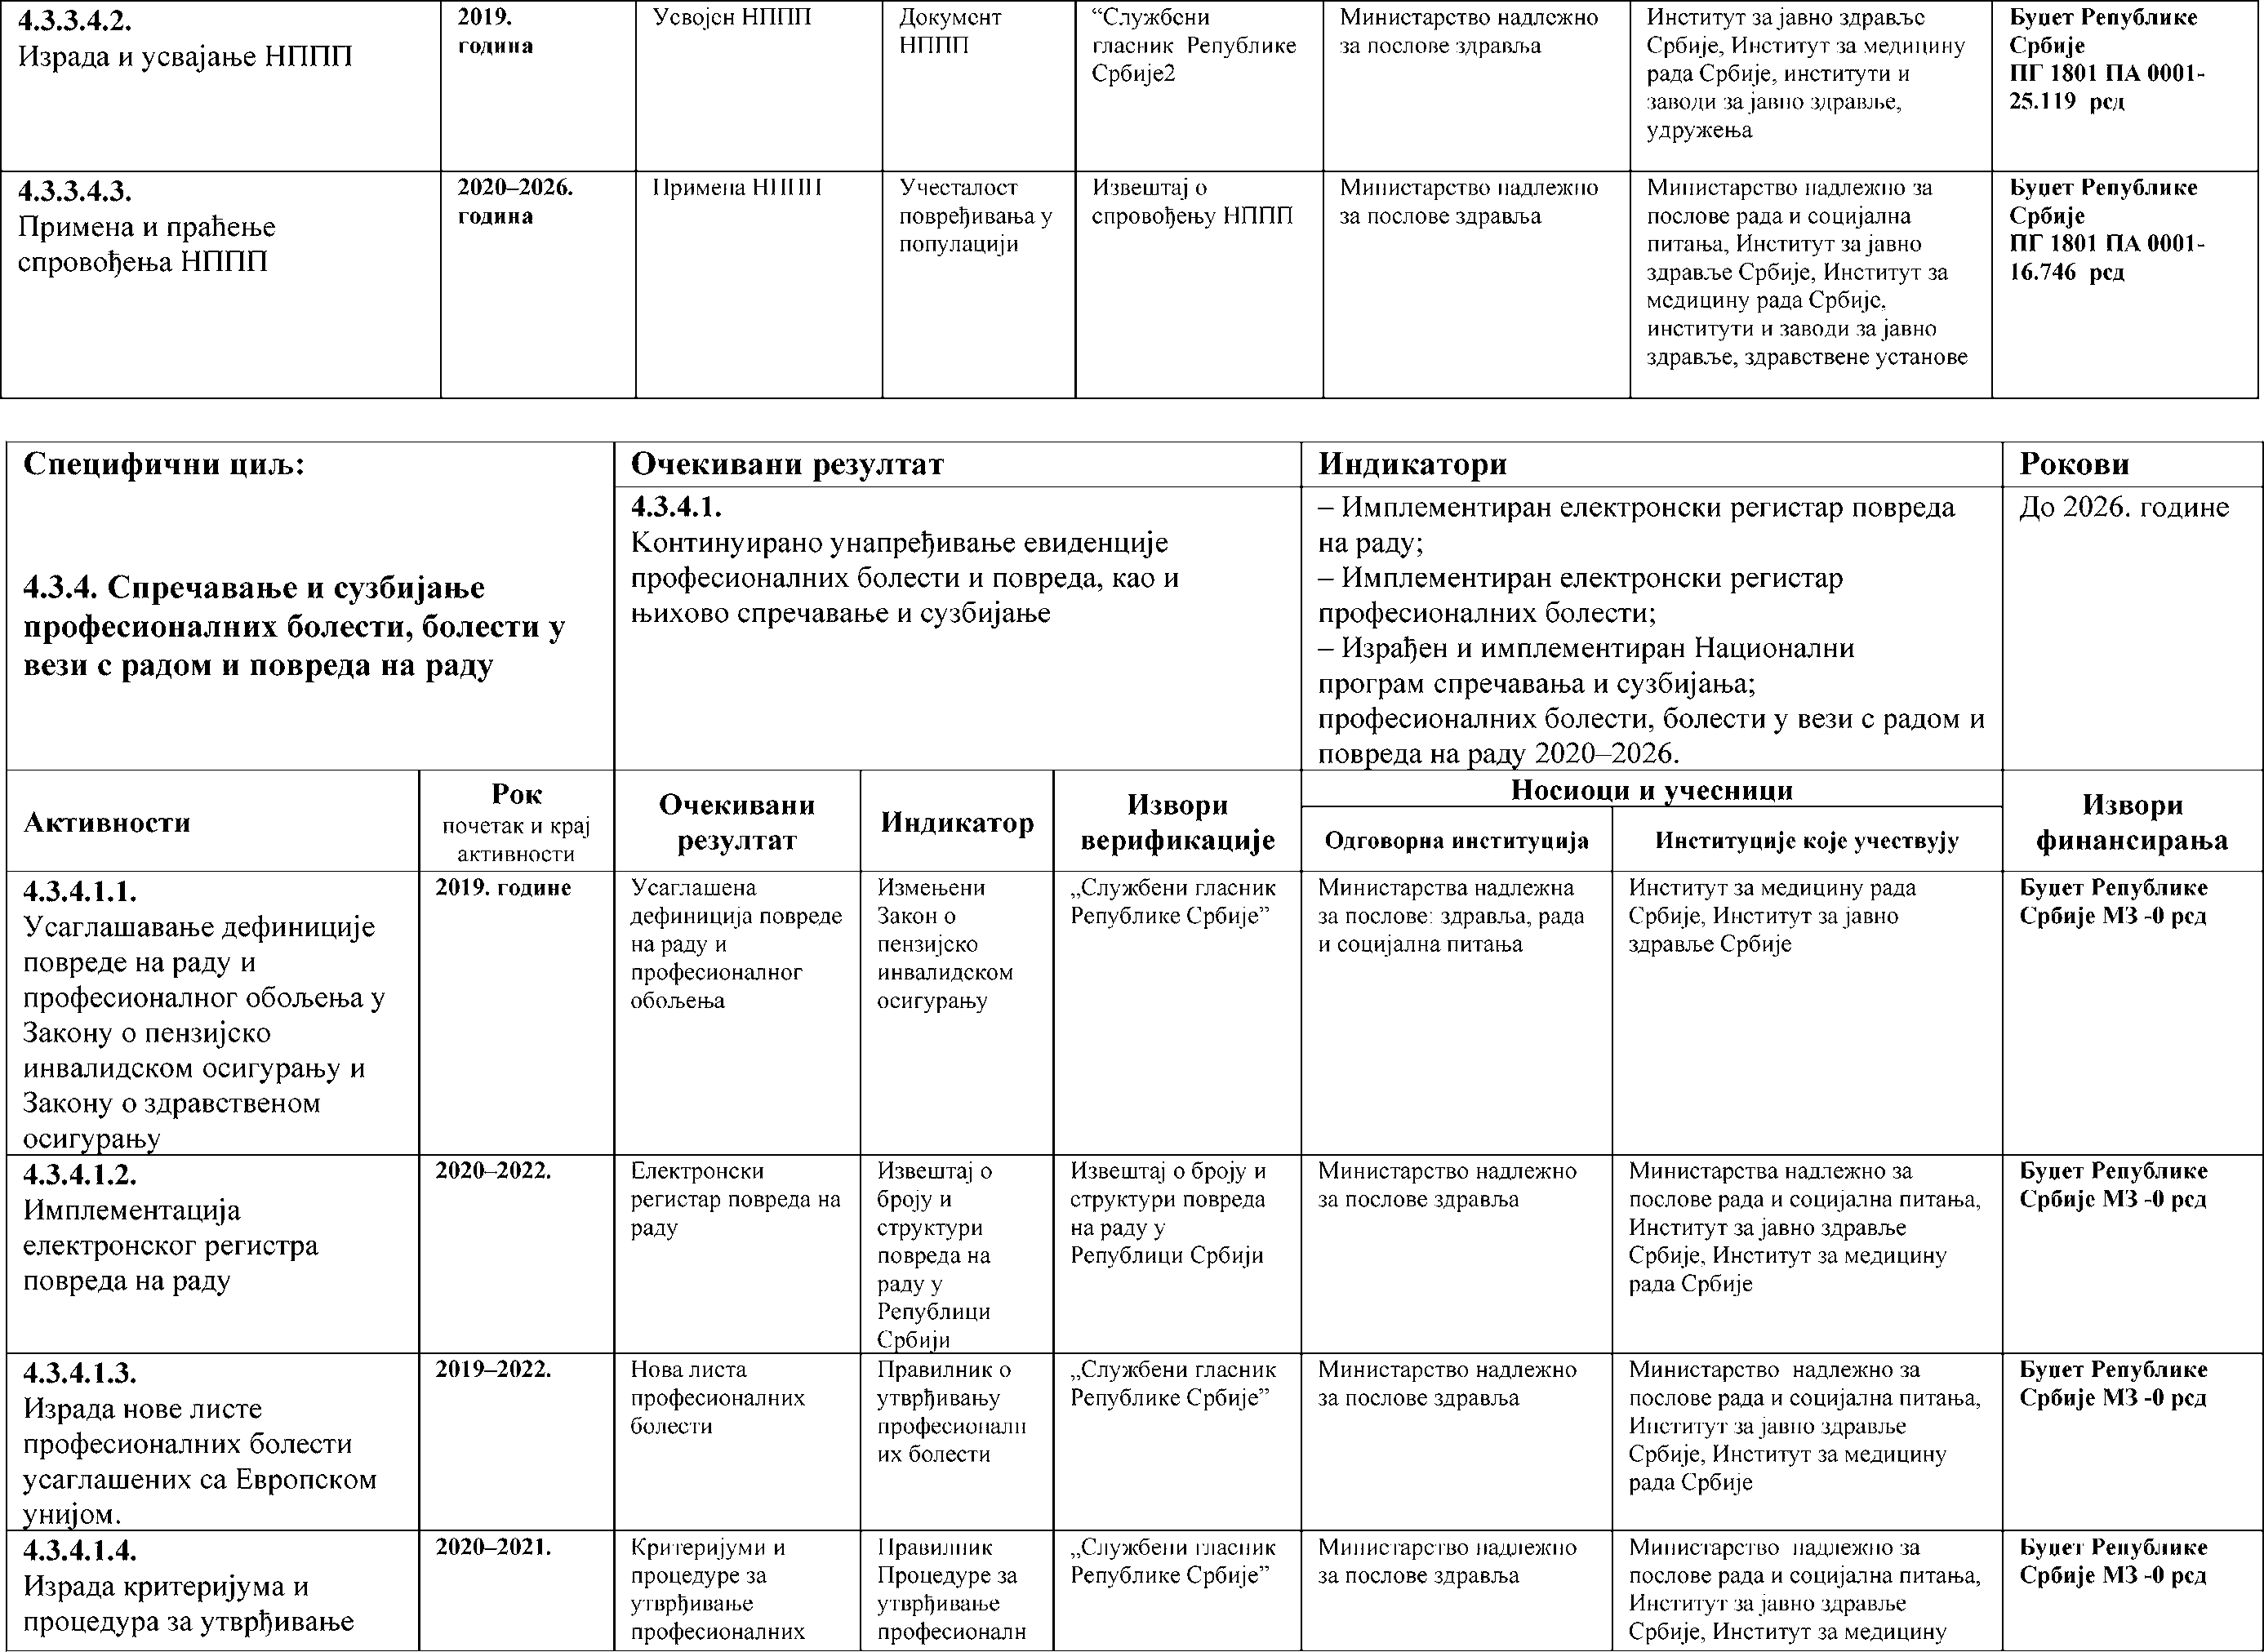 4.3.3.4.2.
Израда и усвајање НППП
2019.
година
Усвојен НППП
Документ
НППП
“Службени
гласник Републике
Србије2
Министарство надлежно
за послове здравља
Институт за јавно здравље
Србије, Институт за медицину
рада Србије, институти и
заводи за јавно здравље,
удружења
Буџет Републике
Србије
ПГ 1801 ПА 0001-
25.119 рсд
4.3.3.4.3.
Примена и праћење
спровођења НППП
2020–2026.
година
Примена НППП
Учесталост
повређивања у
популацији
Извештај о
спровођењу НППП
Министарство надлежно
за послове здравља
Министарство надлежно за
послове рада и социјална
питања, Институт за јавно
здравље Србије, Институт за
медицину рада Србије,
институти и заводи за јавно
здравље, здравствене установе
Буџет Републике
Србије
ПГ 1801 ПА 0001-
16.746 рсд
Специфични циљ:
4.3.4. Спречавање и сузбијање
професионалних болести, болести у
вези с радом и повреда на раду
Очекивани резултат
4.3.4.1.
Континуирано унапређивање евиденције
професионалних болести и повреда, као и
њихово спречавање и сузбијање
Индикатори
– Имплементиран електронски регистар повреда
на раду;
– Имплементиран електронски регистар
професионалних болести;
– Израђен и имплементиран Национални
програм спречавања и сузбијања;
професионалних болести, болести у вези с радом и
повреда на раду 2020–2026.
Рокови
До 2026. године
Активности
Рок
почетак и крај
активности
Очекивани
резултат
Индикатор
Извори
верификације
Носиоци и учесници
Одговорна институција
Институције које учествују
Извори
финансирања
4.3.4.1.1.
Усаглашавање дефиниције
повреде на раду и
професионалног обољења у
Закону о пензијско
инвалидском осигурању и
Закону о здравственом
осигурању
2019. године
Усаглашена
дефиниција повреде
на раду и
професионалног
обољења
Измењени
Закон о
пензијско
инвалидском
осигурању
„Службени гласник
Републике Србије”
Министарства надлежна
за послове: здравља, рада
и социјална питања
Институт за медицину рада
Србије, Институт за јавно
здравље Србије
Буџет Републике
Србије МЗ -0 рсд
4.3.4.1.2.
Имплементација
електронског регистра
повреда на раду
2020–2022.
Електронски
регистар повреда на
раду
Извештај о
броју и
структури
повреда на
раду у
Републици
Србији
Извештај о броју и
структури повреда
на раду у
Републици Србији
Министарство надлежно
за послове здравља
Министарства надлежно за
послове рада и социјална питања,
Институт за јавно здравље
Србије, Институт за медицину
рада Србије
Буџет Републике
Србије МЗ -0 рсд
4.3.4.1.3.
Израда нове листе
професионалних болести
усаглашених са Европском
унијом.
2019–2022.
Нова листа
професионалних
болести
Правилник о
утврђивању
професионалн
их болести
„Службени гласник
Републике Србије”
Министарство надлежно
за послове здравља
Министарство надлежно за
послове рада и социјална питања,
Институт за јавно здравље
Србије, Институт за медицину
рада Србије
Буџет Републике
Србије МЗ -0 рсд
4.3.4.1.4.
Израда критеријума и
процедура за утврђивање
2020–2021.
Критеријуми и
процедуре за
утврђивање
професионалних
Правилник
Процедуре за
утврђивање
професионалн
„Службени гласник
Републике Србије”
Министарство надлежно
за послове здравља
Министарство надлежно за
послове рада и социјална питања,
Институт за јавно здравље
Србије, Институт за медицину
Буџет Републике
Србије МЗ -0 рсд